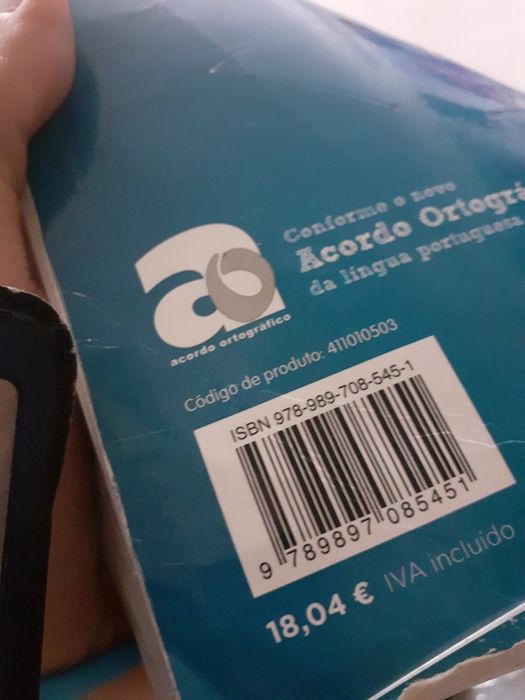 acordo ortográfico
Conforme o novo
Acordo Ortográ
da língua portuguesa
Código de produto: 411010503
ISBN 978-989-708-545-1
9 789897 085451
18,04 € IVA incluído